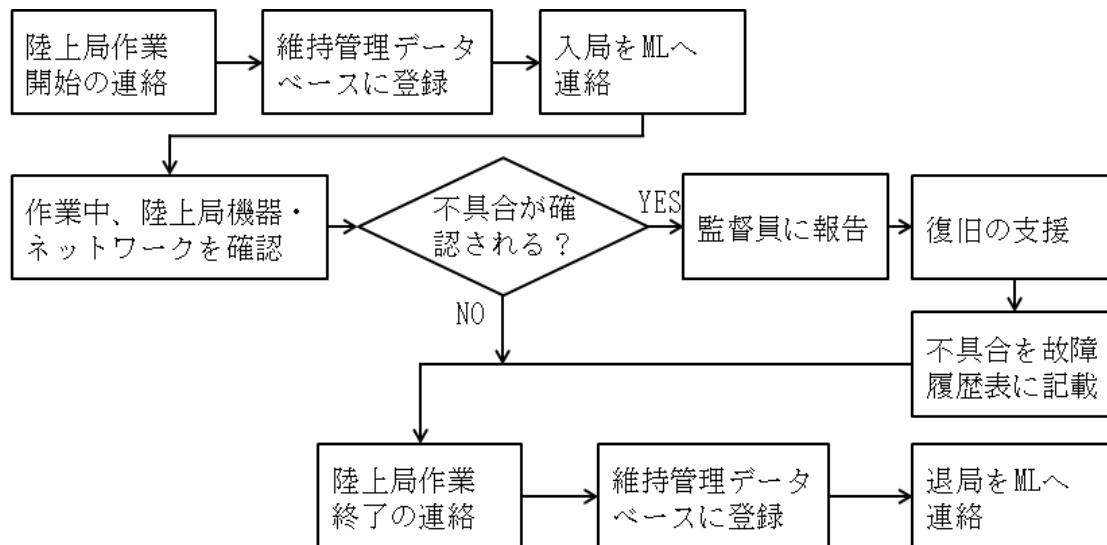 陸上局作業
開始の連絡
維持管理データ
ベースに登録
入局をMLへ
連絡
作業中、陸上局機器・
ネットワークを確認
不具合が確
認される？
YES
監督員に報告
復旧の支援
NO
不具合を故障
履歴表に記載
陸上局作業
終了の連絡
維持管理データ
ベースに登録
退局をMLへ
連絡